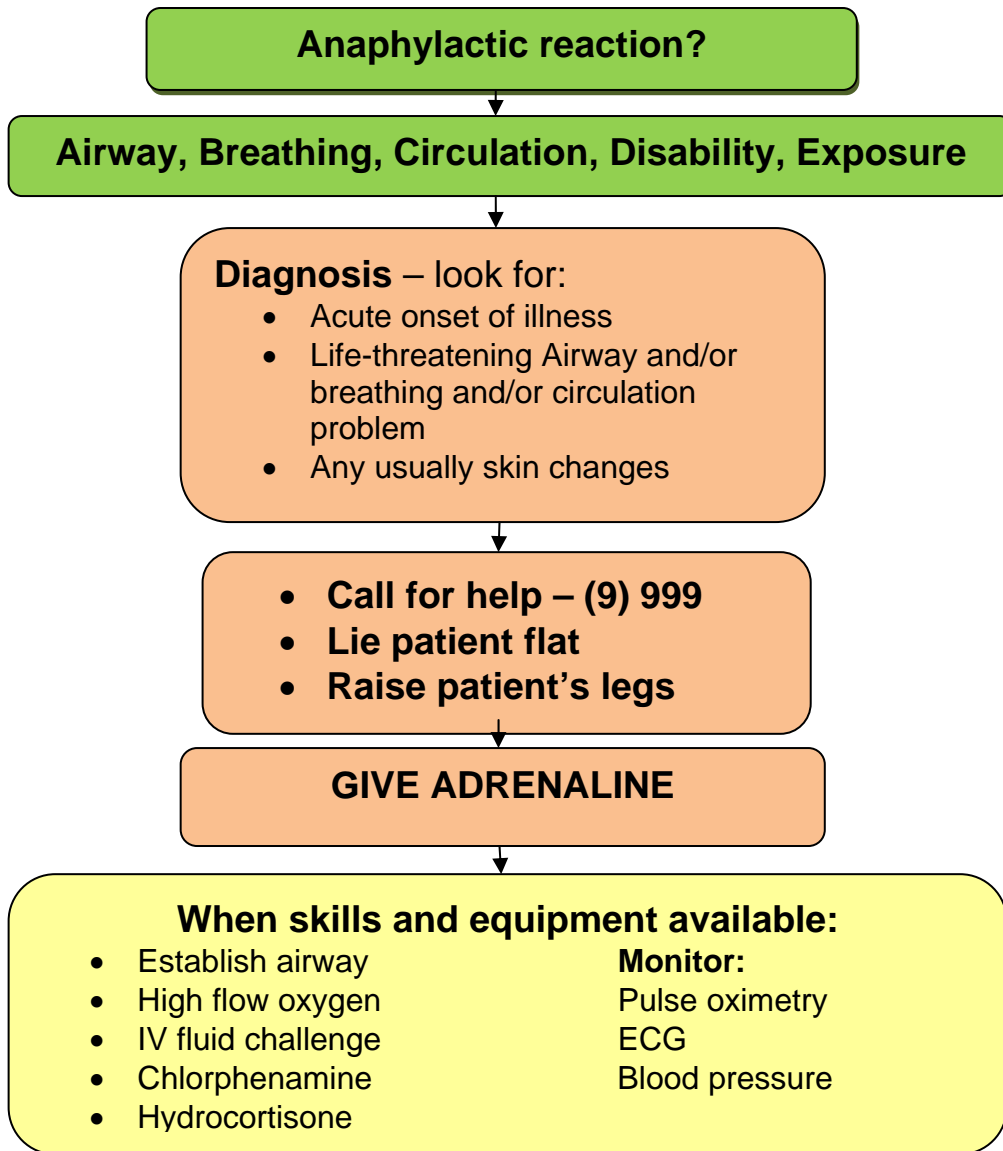 Anaphylactic reaction?
Airway, Breathing, Circulation, Disability, Exposure
Diagnosis – look for:
• Acute onset of illness
• Life-threatening Airway and/or
breathing and/or circulation
problem
• Any usually skin changes
• Call for help – (9) 999
• Lie patient flat
• Raise patient’s legs
GIVE ADRENALINE
When skills and equipment available:
• Establish airway
• High flow oxygen
• IV fluid challenge
• Chlorphenamine
• Hydrocortisone
Monitor:
Pulse oximetry
ECG
Blood pressure